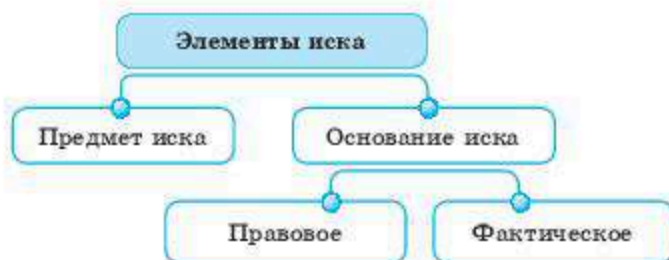 Элементы иска
Предмет иска
Основание иска
Правовое
Фактическое